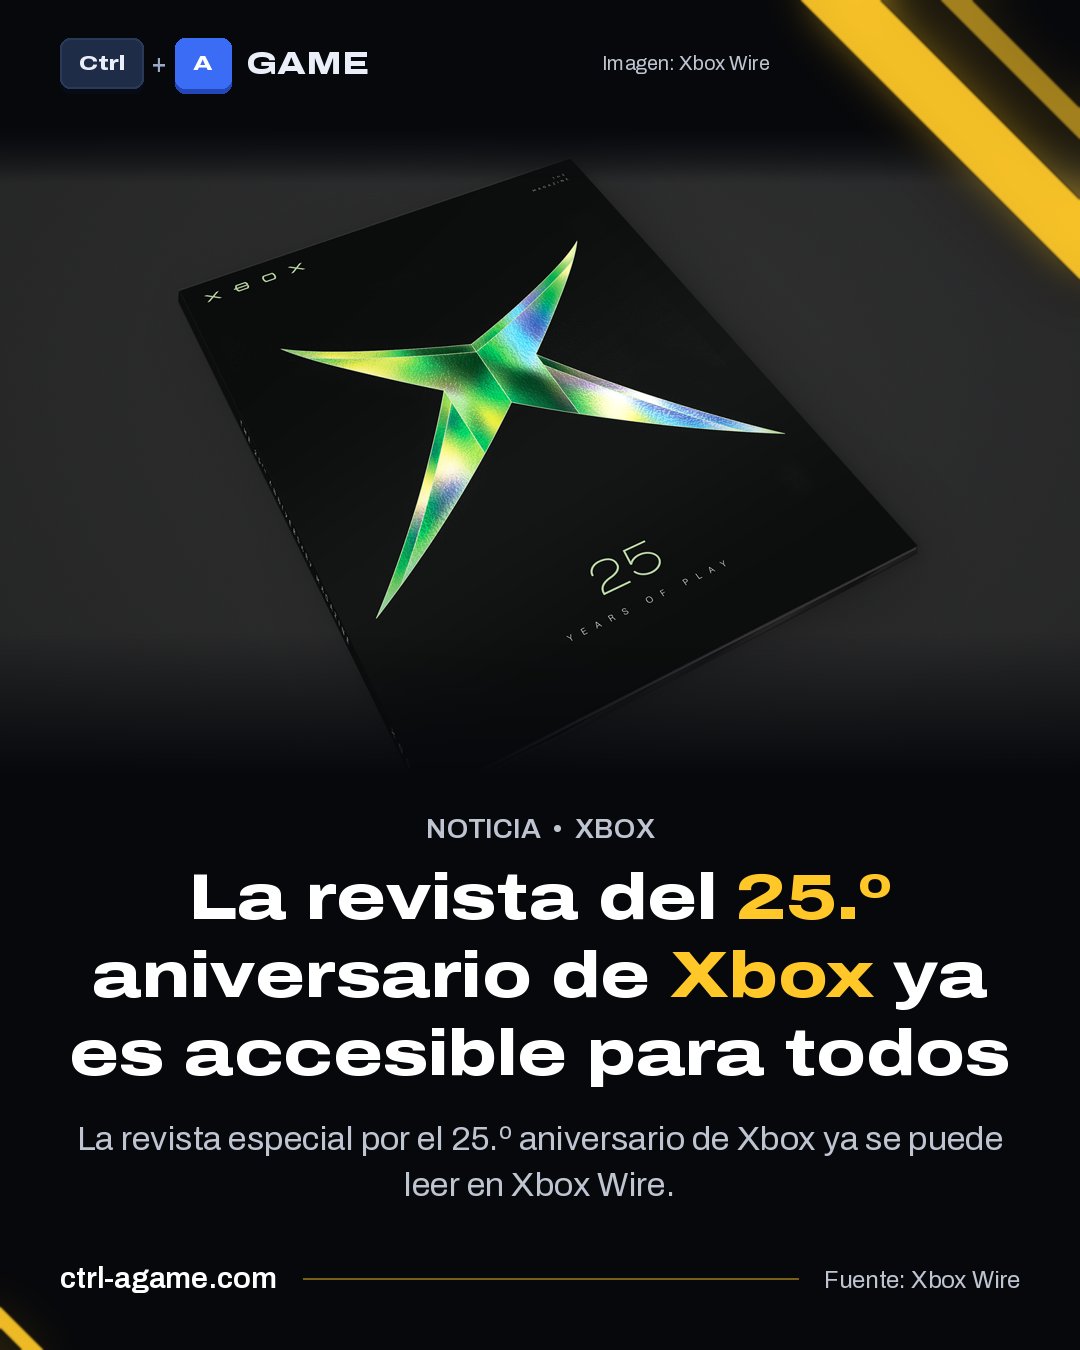 Ctrl + A GAME
Imagen: Xbox Wire
THE
MAGAZINE
XBOX
25
YEARS OF PLAY
NOTICIA • XBOX
La revista del 25.º
aniversario de Xbox ya
es accesible para todos
La revista especial por el 25.º aniversario de Xbox ya se puede
leer en Xbox Wire.
ctrl-agame.com
Fuente: Xbox Wire